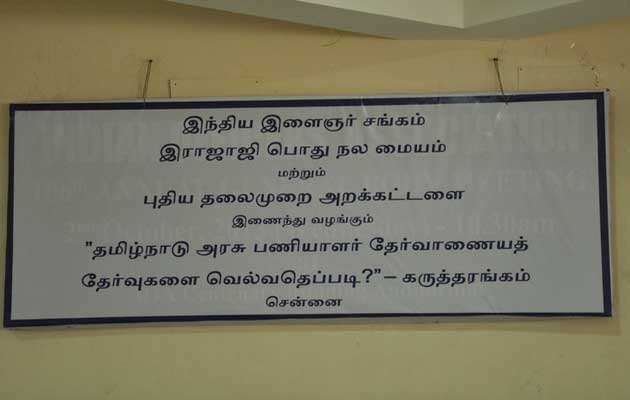 இந்திய இளைஞர் சங்கம்
இராஜாஜி பொது நல மையம்
மற்றும்
புதிய தலைமுறை அறக்கட்டளை
இணைந்து வழங்கும்
"தமிழ்நாடு அரசு பணியாளர் தேர்வாணையத்
தேர்வுகளை வெல்வதெப்படி?" – கருத்தரங்கம்
சென்னை